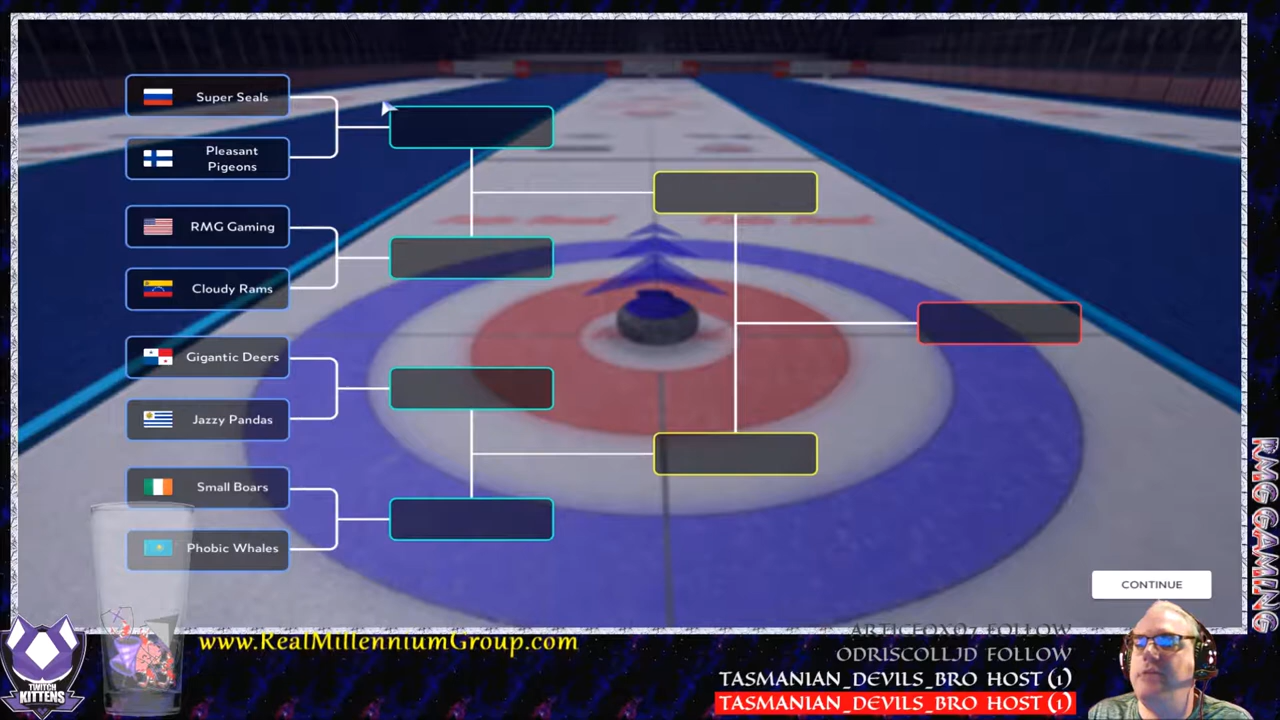 Super Seals
Pleasant
Pigeons
RMG Gaming
Cloudy Rams
Gigantic Deers
Jazzy Pandas
Small Boars
Phobic Whales
CONTINUE
RMG GAMING
TWITCH
KITTENS
www.RealMillenniumGroup.com
ODRISCOLLJD FOLLOW
TASMANIAN_DEVILS_BRO HOST (1)
TASMANIAN_DEVILS_BRO HOST (1)